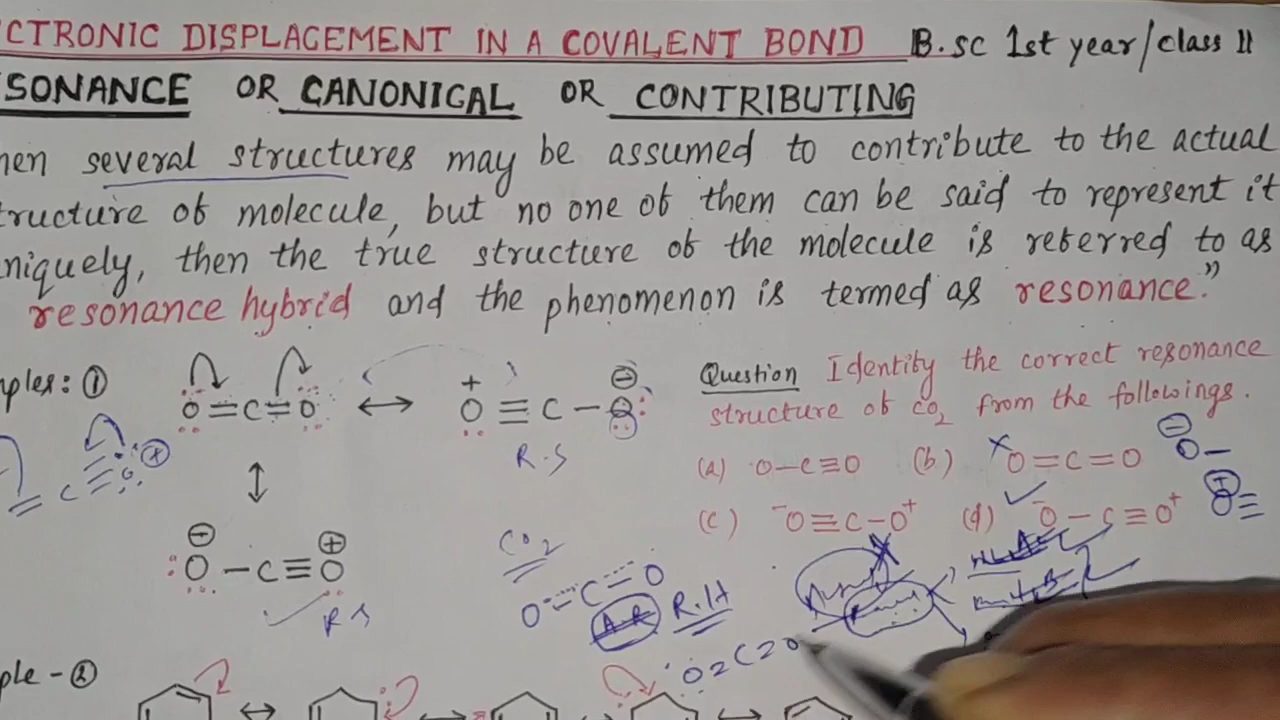 CTRONIC DISPLACEMENT IN A COVALENT BOND B.sc 1st year/class 11
SONANCE OR CANONICAL OR CONTRIBUTING
hen several structures may be assumed to contribute to the actual
tructure of molecule, but no one of them can be said to represent it
niquely, then the true structure of the molecule is referred to as
resonance hybrid and the phenomenon is termed as resonance."
mples: ①
O=C=O ↔ O≡C-O
R.S
Question Identity the correct resonance
structure of CO2 from the followings.
(a) O-C≡O (b) O=C=O
(c) ⁻O≡C-O⁺ (d) ⁻O-C≡O⁺
O-C≡O
R.S
CO2
O=C=O
R.H
ple - ②